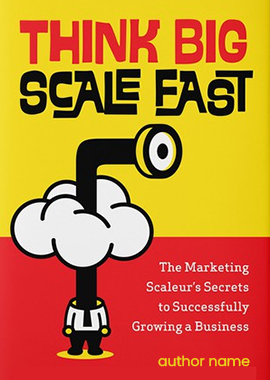 THINK BIG
SCALE FAST
The Marketing
Scaleur's Secrets
to Successfully
Growing a Business
author name